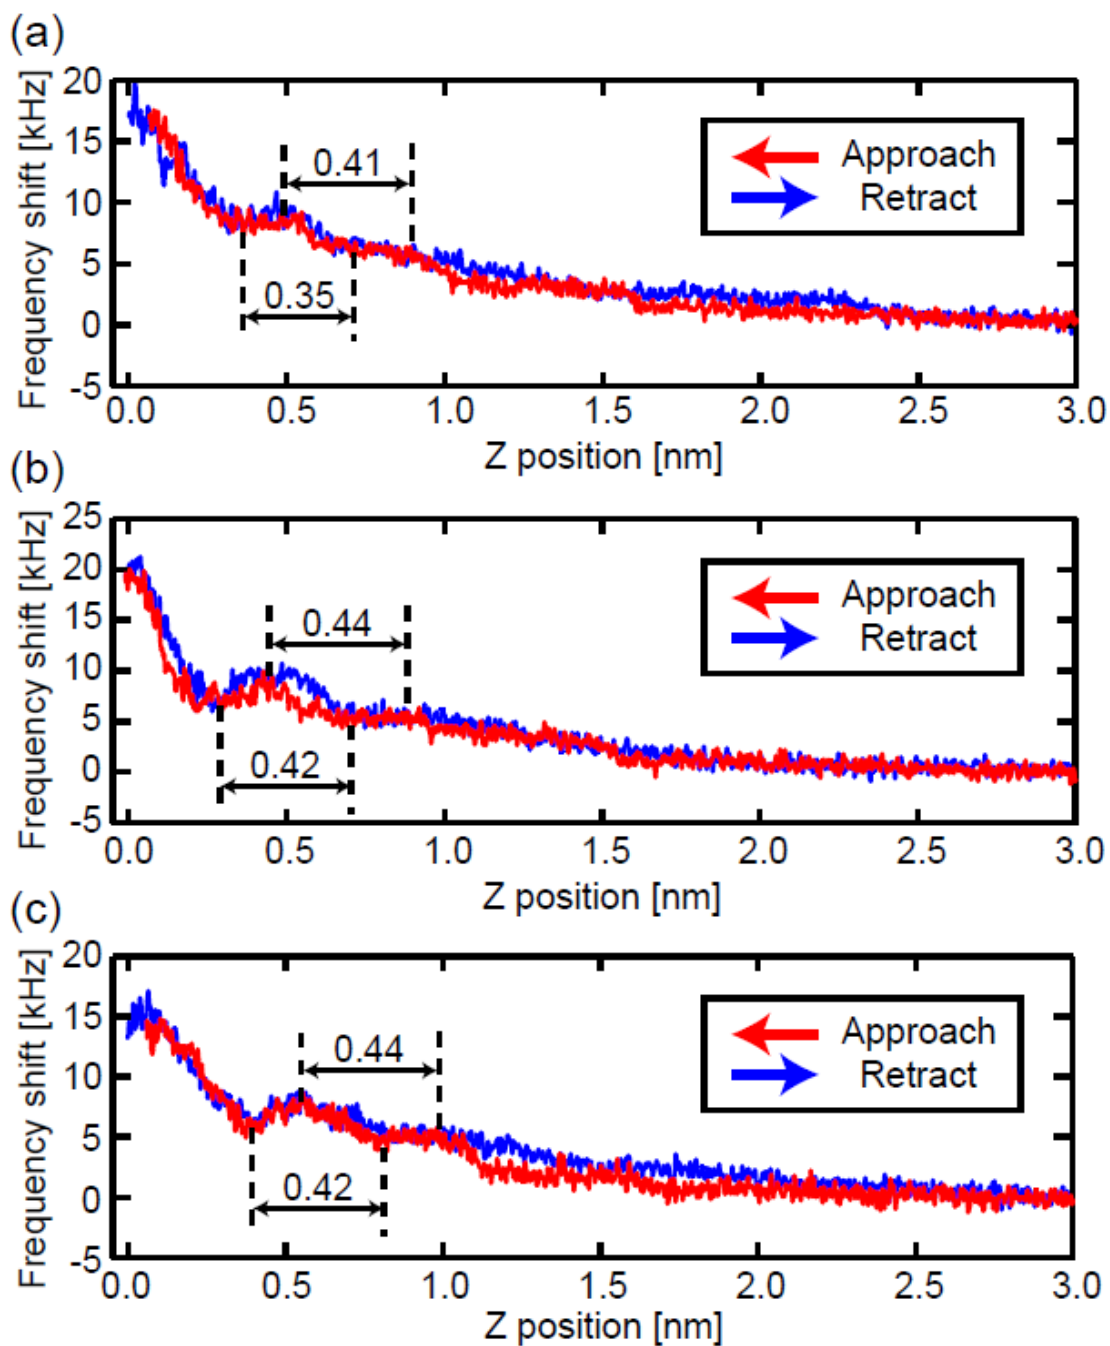 (a)
Frequency shift [kHz]
20
15
10
5
0
-5
0.41
0.35
Approach
Retract
0.0 0.5 1.0 1.5 2.0 2.5 3.0
Z position [nm]
(b)
Frequency shift [kHz]
25
20
15
10
5
0
-5
0.44
0.42
Approach
Retract
0.0 0.5 1.0 1.5 2.0 2.5 3.0
Z position [nm]
(c)
Frequency shift [kHz]
20
15
10
5
0
-5
0.44
0.42
Approach
Retract
0.0 0.5 1.0 1.5 2.0 2.5 3.0
Z position [nm]